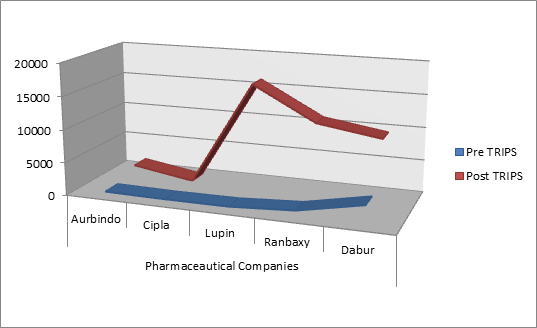 20000
15000
10000
5000
0
Aurbindo
Cipla
Lupin
Ranbaxy
Dabur
Pharmaceautical Companies
Pre TRIPS
Post TRIPS